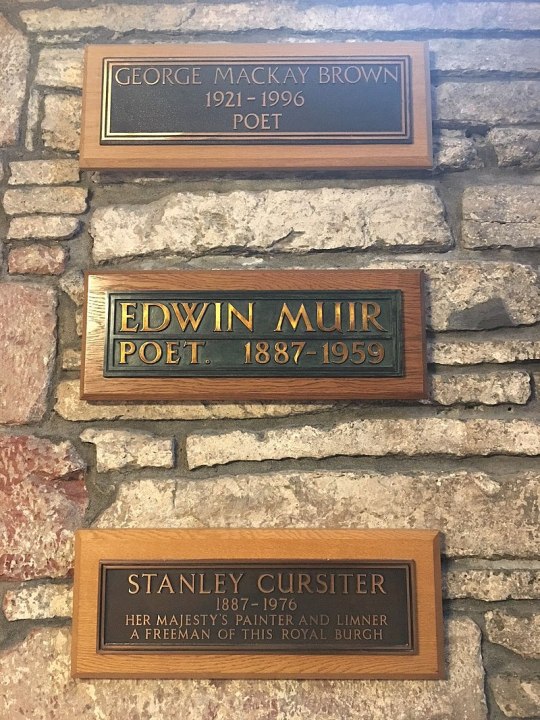 GEORGE MACKAY BROWN
1921-1996
POET
EDWIN MUIR
POET. 1887-1959
STANLEY CURSITER
1887-1976
HER MAJESTY'S PAINTER AND LIMNER
A FREEMAN OF THIS ROYAL BURGH